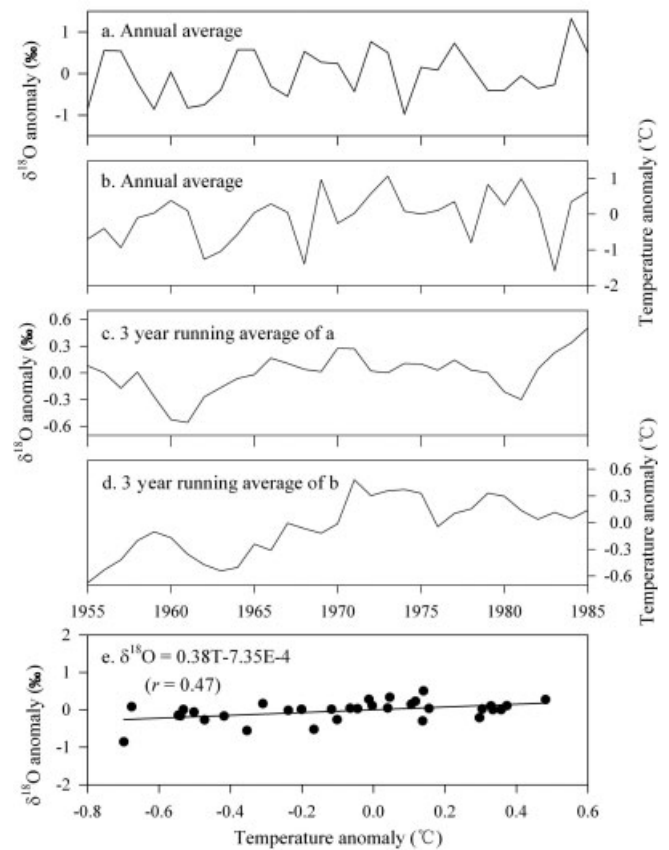 a. Annual average
1
0
-1
δ¹⁸O anomaly (‰)
b. Annual average
1
0
-1
-2
Temperature anomaly (℃)
c. 3 year running average of a
0.6
0.3
0.0
-0.3
-0.6
δ¹⁸O anomaly (‰)
d. 3 year running average of b
0.6
0.3
0.0
-0.3
-0.6
Temperature anomaly (℃)
1955 1960 1965 1970 1975 1980 1985
e. δ¹⁸O = 0.38T-7.35E-4
(r = 0.47)
2
1
0
-1
-2
δ¹⁸O anomaly (‰)
-0.8 -0.6 -0.4 -0.2 0.0 0.2 0.4 0.6
Temperature anomaly (℃)